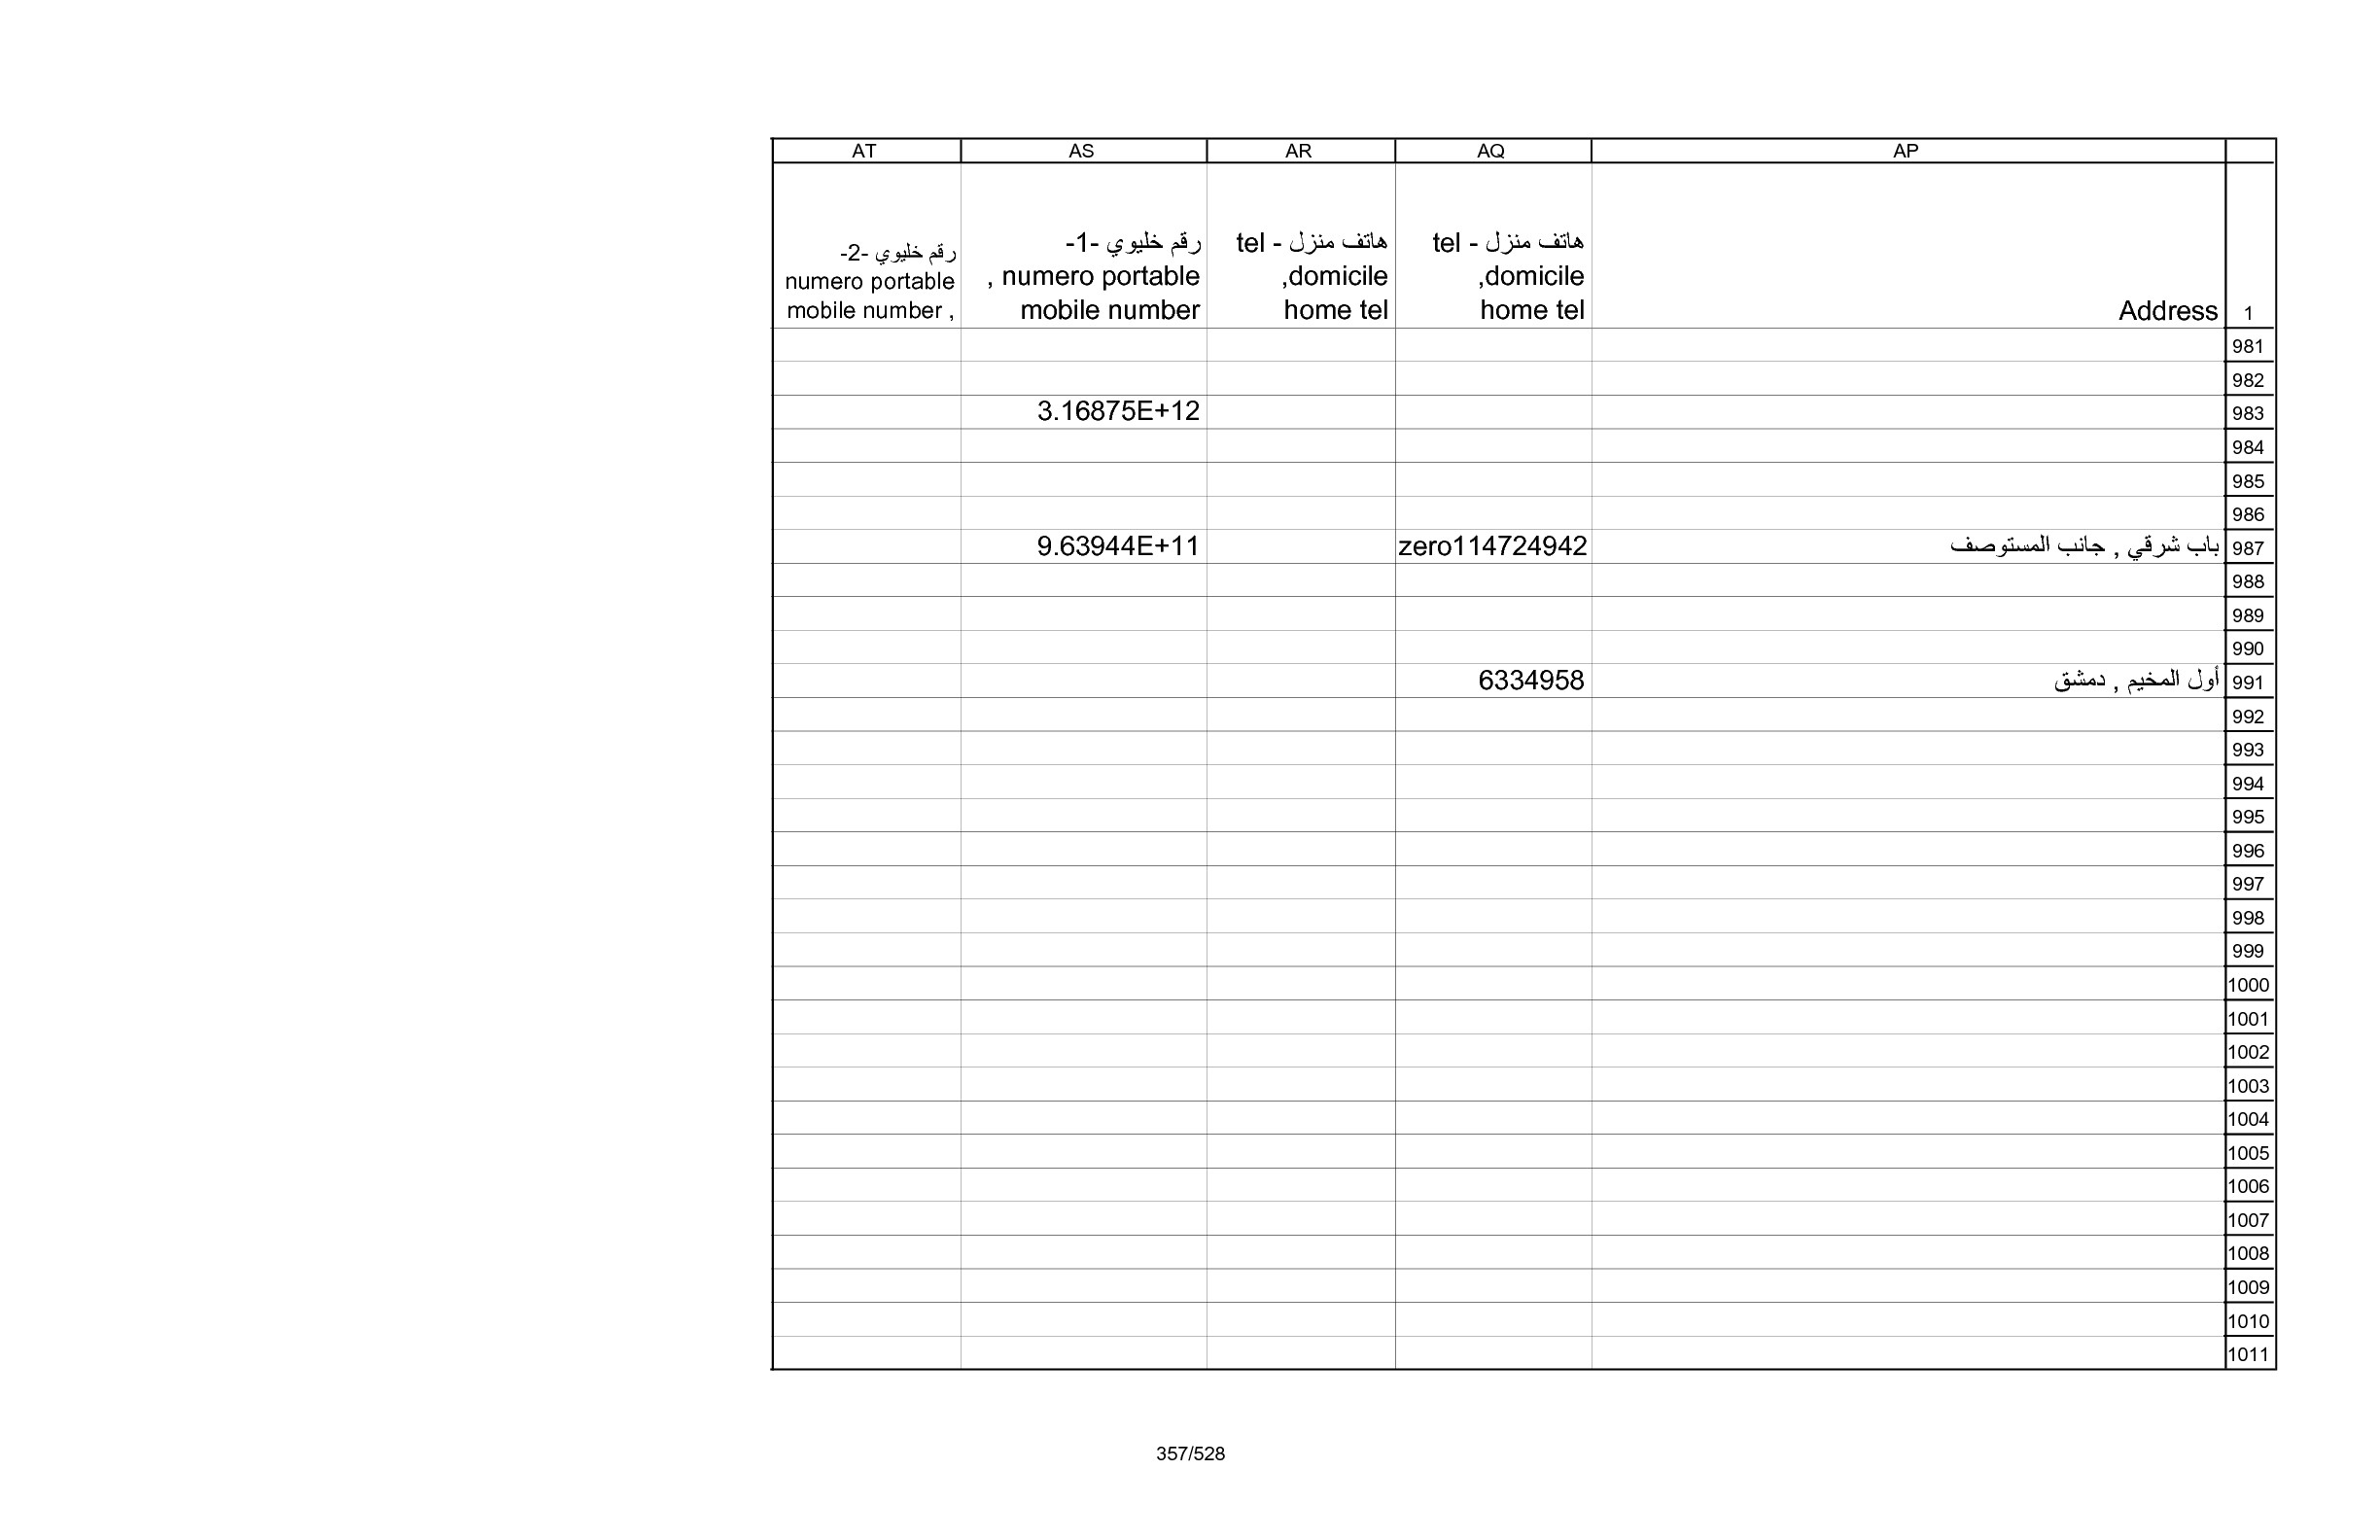 AP AQ AR AS AT
1 Address
هاتف منزل - tel
domicile,
home tel
هاتف منزل - tel
domicile,
home tel
رقم خليوي -1-
, numero portable
mobile number
رقم خليوي -2-
numero portable
mobile number ,
981
982
983 3.16875E+12
984
985
986
987 باب شرقي , جانب المستوصف zero114724942 9.63944E+11
988
989
990
991 أول المخيم , دمشق 6334958
992
993
994
995
996
997
998
999
1000
1001
1002
1003
1004
1005
1006
1007
1008
1009
1010
1011
357/528